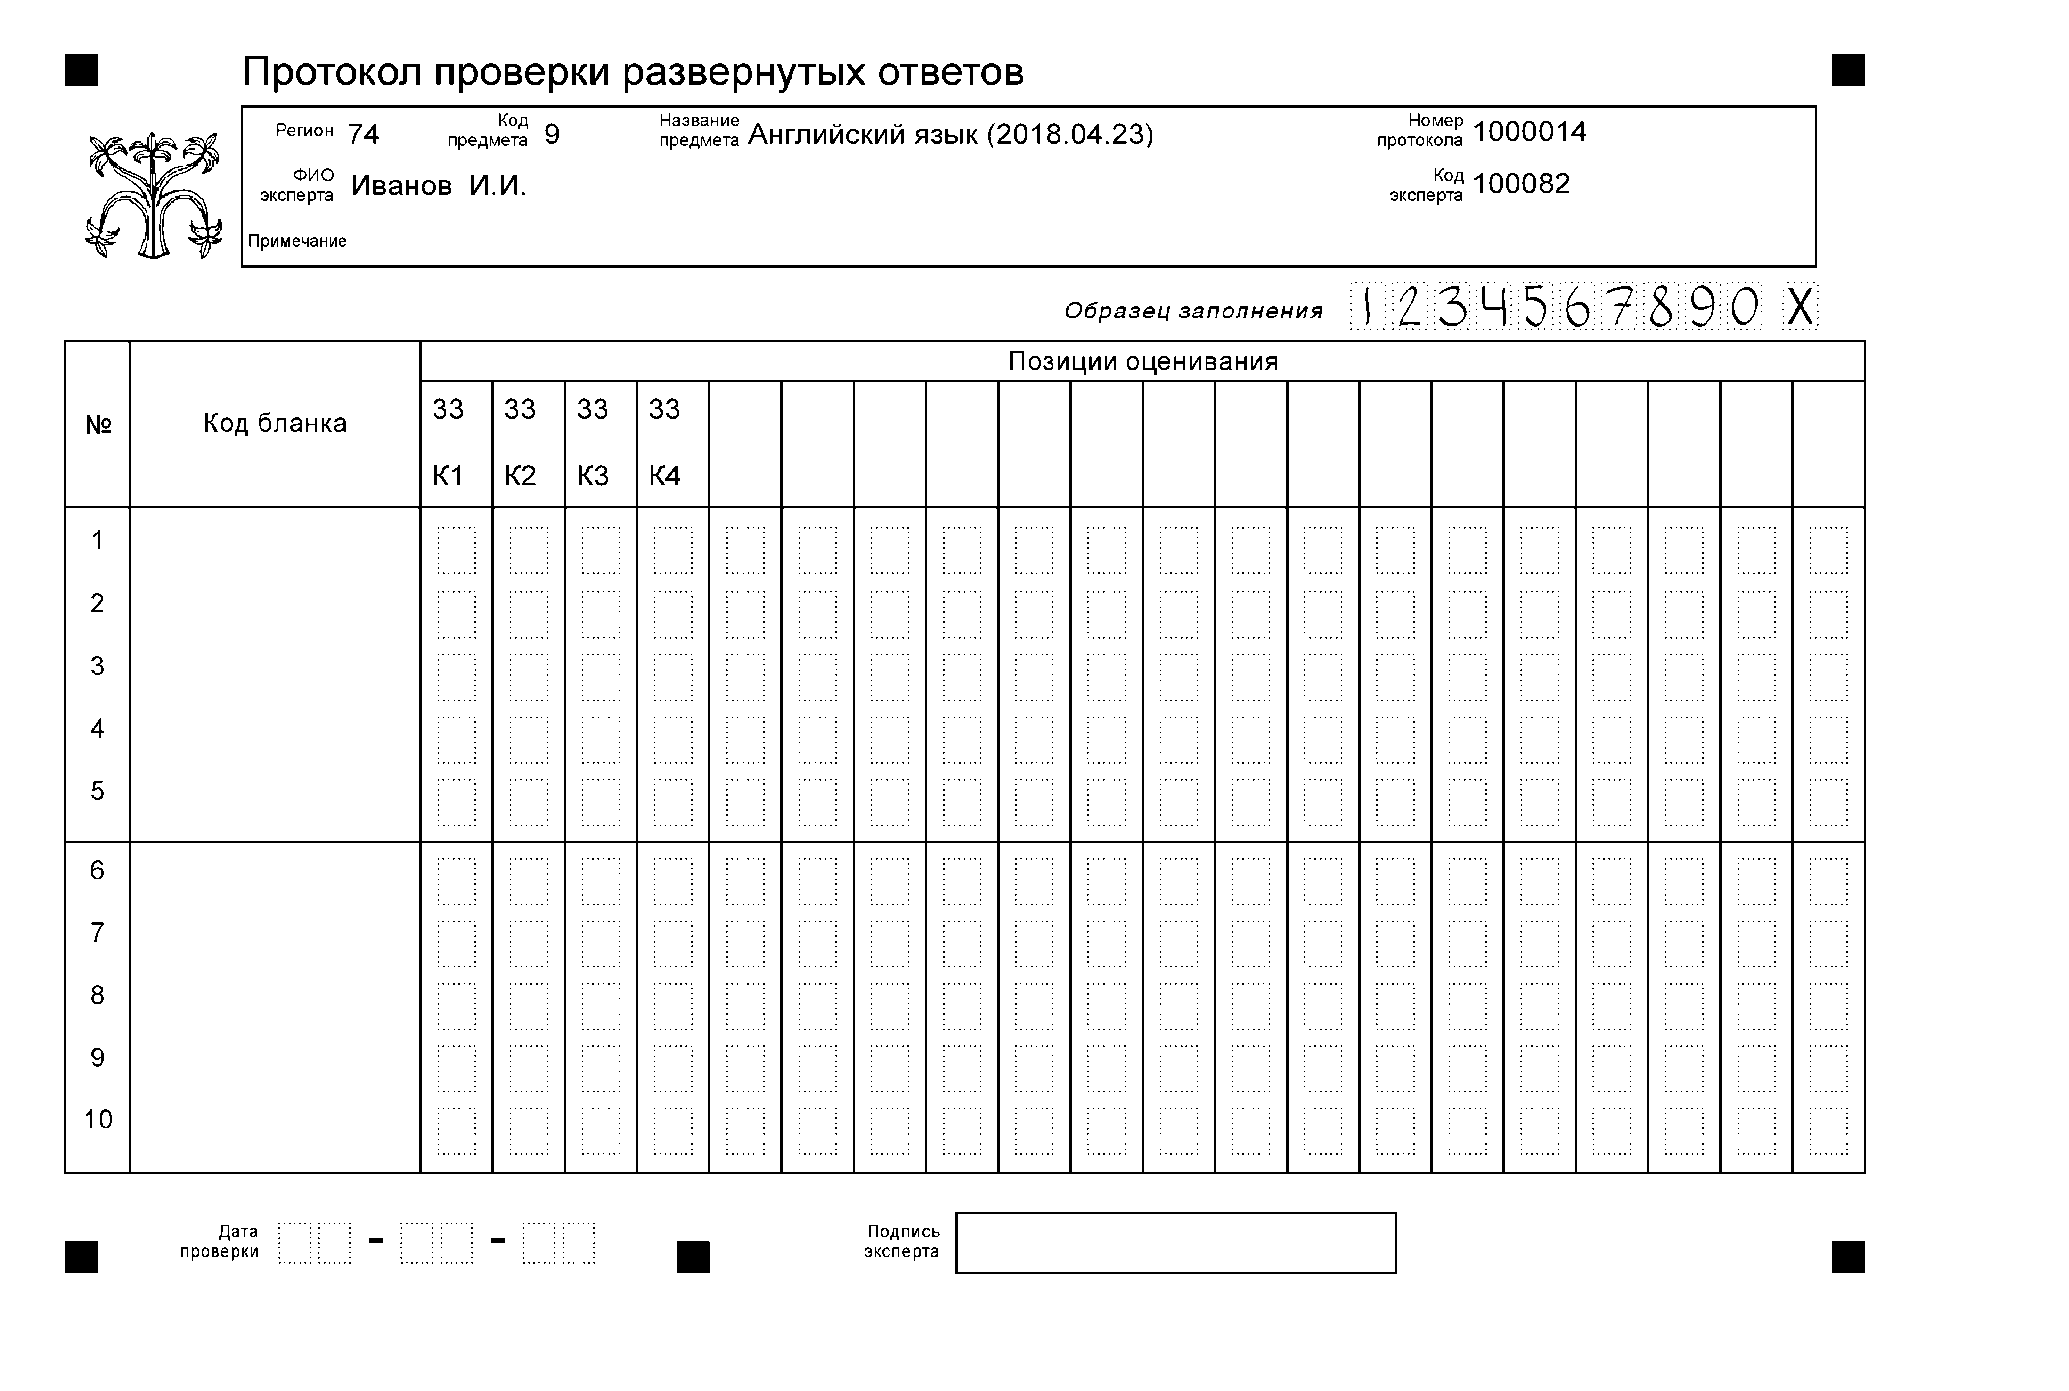 Протокол проверки развернутых ответов
Регион 74 Код предмета 9 Название предмета Английский язык (2018.04.23) Номер протокола 1000014
ФИО эксперта Иванов И.И. Код эксперта 100082
Примечание
Образец заполнения 1 2 3 4 5 6 7 8 9 0 X
№ Код бланка Позиции оценивания
33 33 33 33
К1 К2 К3 К4
1
2
3
4
5
6
7
8
9
10
Дата проверки - - Подпись эксперта